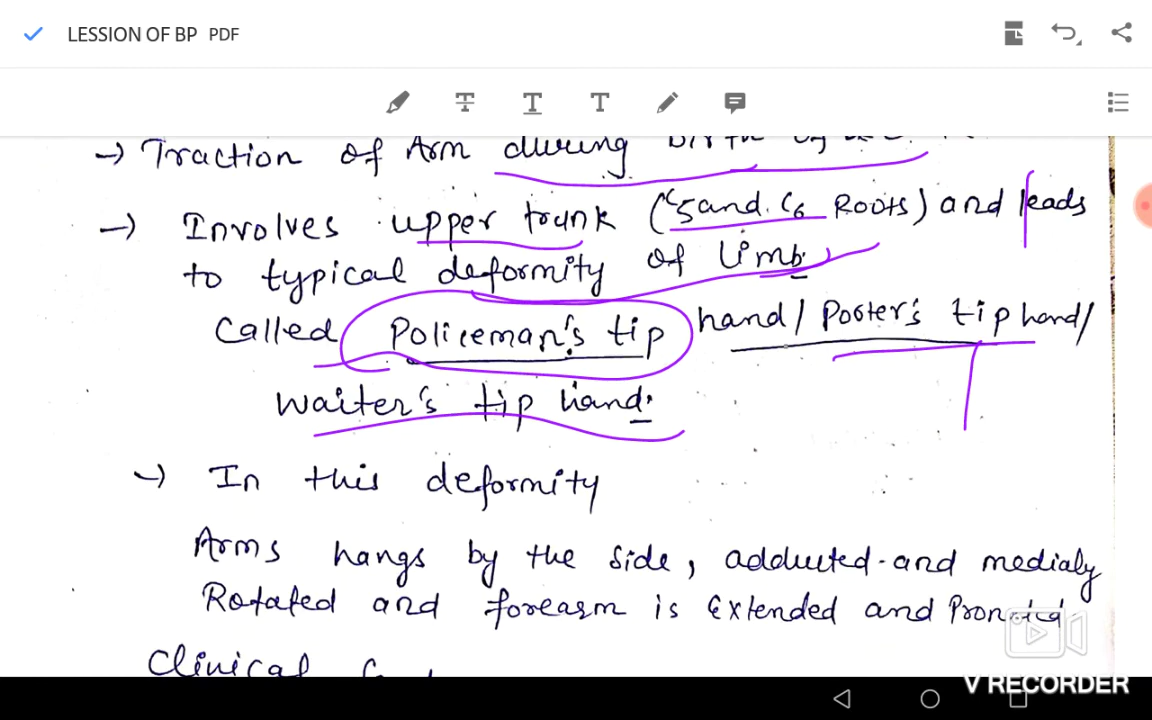 LESSION OF BP PDF
→ Traction of Arm during
→ Involves upper trunk (C5 and C6 Roots) and leads
to typical deformity of limb.
Called Policeman's tip hand/ Poster's tip hand/
Waiter's tip hand.
→ In this deformity
Arms hangs by the side, adducted and medialy
Rotated and forearm is Extended and Pronated
Clinical
V RECORDER